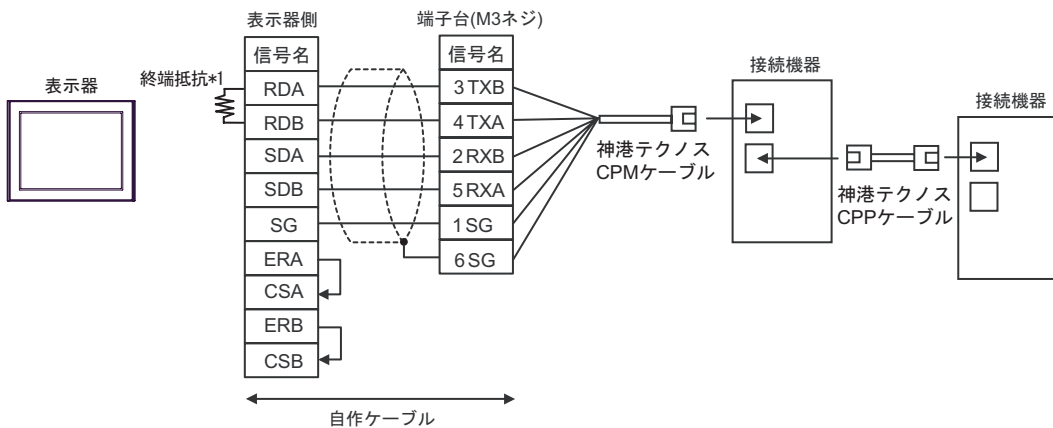 表示器
終端抵抗*1
表示器側
信号名
RDA
RDB
SDA
SDB
SG
ERA
CSA
ERB
CSB
端子台(M3ネジ)
信号名
3 TXB
4 TXA
2 RXB
5 RXA
1 SG
6 SG
自作ケーブル
神港テクノス
CPMケーブル
接続機器
神港テクノス
CPPケーブル
接続機器